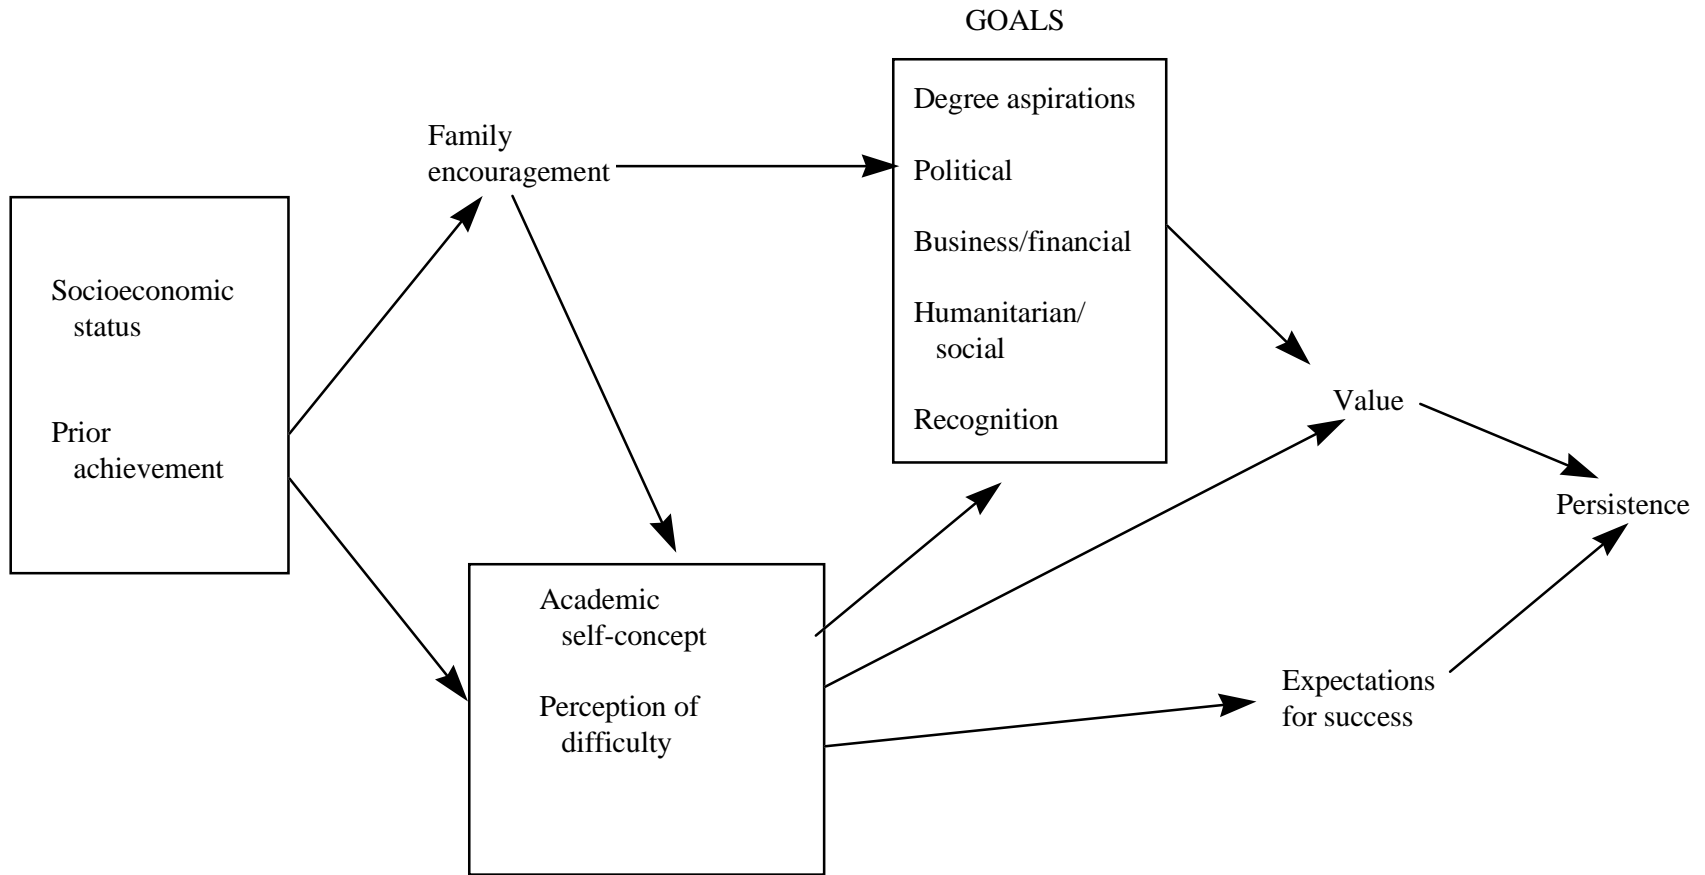 GOALS
Degree aspirations
Political
Business/financial
Humanitarian/
social
Recognition
Family
encouragement
Socioeconomic
status
Prior
achievement
Value
Persistence
Academic
self-concept
Perception of
difficulty
Expectations
for success